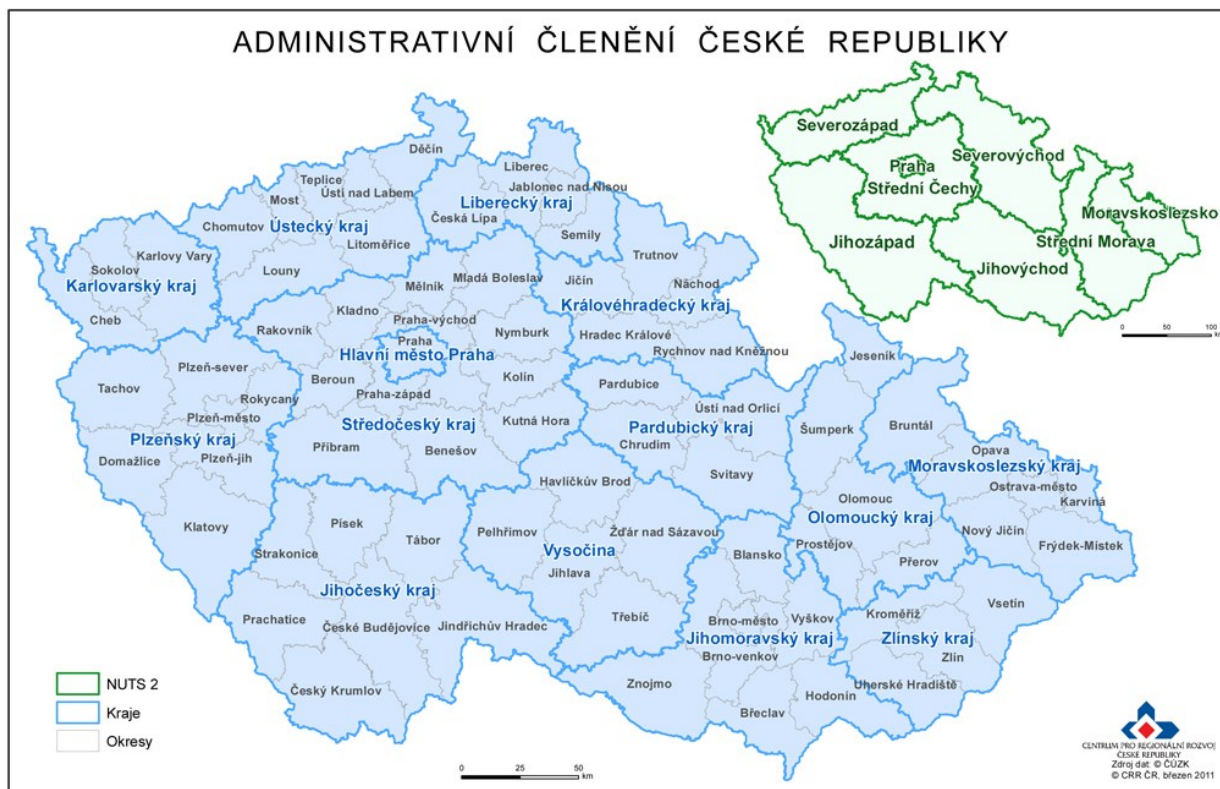 ADMINISTRATIVNÍ ČLENĚNÍ ČESKÉ REPUBLIKY
Severozápad
Praha
Severovýchod
Střední Čechy
Moravskoslezsko
Jihozápad
Střední Morava
Jihovýchod
0 50 100
km
Děčín
Liberec
Teplice
Jablonec nad Nisou
Ústí nad Labem
Most
Liberecký kraj
Česká Lípa
Chomutov
Ústecký kraj
Semily
Litoměřice
Trutnov
Karlovy Vary
Sokolov
Louny
Mladá Boleslav
Jičín
Náchod
Karlovarský kraj
Mělník
Královéhradecký kraj
Kladno
Cheb
Praha-východ
Rakovník
Nymburk
Hradec Králové
Praha
Rychnov nad Kněžnou
Hlavní město Praha
Jeseník
Plzeň-sever
Beroun
Kolín
Tachov
Praha-západ
Pardubice
Rokycany
Ústí nad Orlicí
Plzeň-město
Kutná Hora
Středočeský kraj
Pardubický kraj
Šumperk
Bruntál
Plzeňský kraj
Příbram
Benešov
Chrudim
Opava
Domažlice
Plzeň-jih
Moravskoslezský kraj
Svitavy
Havlíčkův Brod
Ostrava-město
Olomouc
Karviná
Klatovy
Písek
Olomoucký kraj
Pelhřimov
Žďár nad Sázavou
Nový Jičín
Tábor
Prostějov
Frýdek-Místek
Strakonice
Vysočina
Blansko
Přerov
Jihlava
Jihočeský kraj
Vsetín
Kroměříž
Třebíč
Prachatice
Brno-město
Vyškov
České Budějovice
Jindřichův Hradec
Jihomoravský kraj
Zlínský kraj
Brno-venkov
Zlín
Znojmo
Uherské Hradiště
Český Krumlov
Hodonín
Břeclav
NUTS 2
Kraje
Okresy
0 25 50
km
CENTRUM PRO REGIONÁLNÍ ROZVOJ
ČESKÉ REPUBLIKY
Zdroj dat: © ČÚZK
© CRR ČR, březen 2011